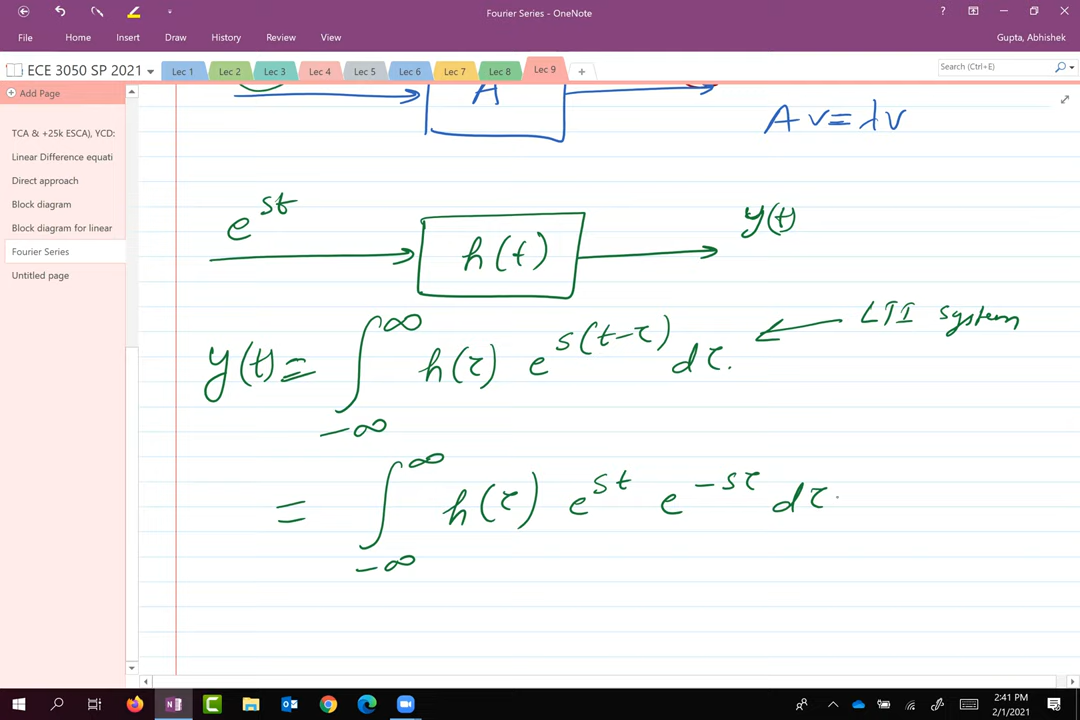 Fourier Series - OneNote
?
Gupta, Abhishek
File Home Insert Draw History Review View
ECE 3050 SP 2021
Lec 1 Lec 2 Lec 3 Lec 4 Lec 5 Lec 6 Lec 7 Lec 8 Lec 9 +
Search (Ctrl+E)
Add Page
TCA & +25k ESCA), YCD:
Linear Difference equati
Direct approach
Block diagram
Block diagram for linear
Fourier Series
Untitled page
A
A v = λ v
e^{st}
h(t)
y(t)
y(t) = ∫_{-∞}^{∞} h(τ) e^{s(t-τ)} dτ. ← LTI system
= ∫_{-∞}^{∞} h(τ) e^{st} e^{-sτ} dτ
2:41 PM
2/1/2021